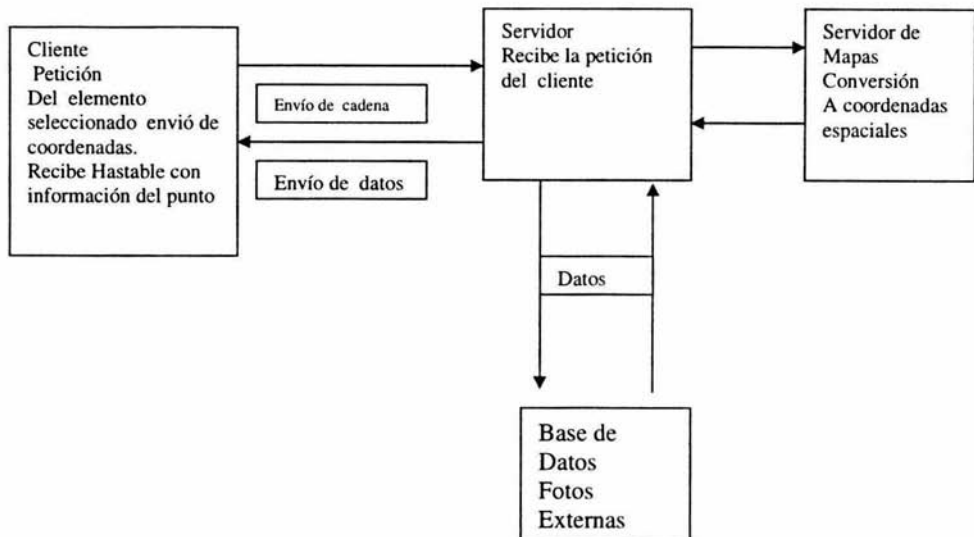 Cliente
Petición
Del elemento
seleccionado envió de
coordenadas.
Recibe Hastable con
información del punto
Envío de cadena
Envío de datos
Servidor
Recibe la petición
del cliente
Servidor de
Mapas
Conversión
A coordenadas
espaciales
Datos
Base de
Datos
Fotos
Externas